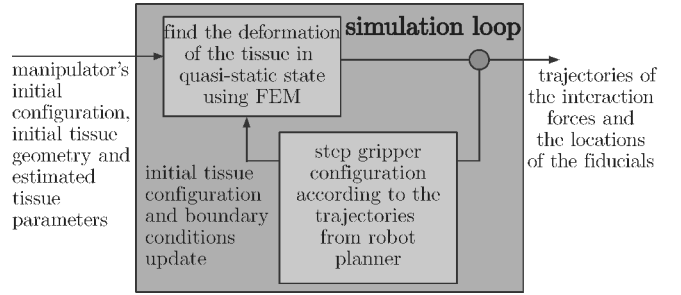 simulation loop
find the deformation
of the tissue in
quasi-static state
using FEM
manipulator's
initial
configuration,
initial tissue
geometry and
estimated
tissue
parameters
trajectories of
the interaction
forces and
the locations
of the fiducials
initial tissue
configuration
and boundary
conditions
update
step gripper
configuration
according to the
trajectories
from robot
planner